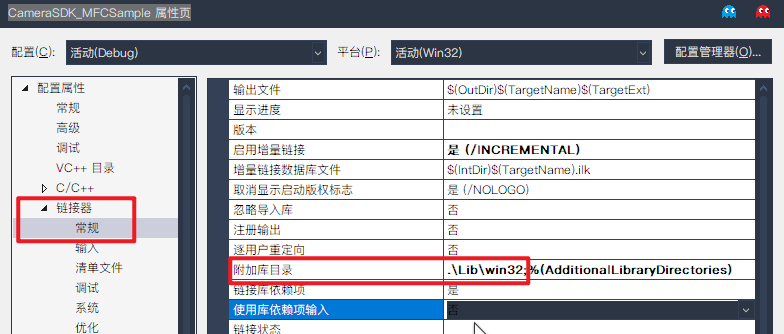 CameraSDK_MFCSample 属性页
配置(C): 活动(Debug) 平台(P): 活动(Win32) 配置管理器(O)...
配置属性
常规
高级
调试
VC++ 目录
C/C++
链接器
常规
输入
清单文件
调试
系统
优化
输出文件 $(OutDir)$(TargetName)$(TargetExt)
显示进度 未设置
版本
启用增量链接 是 (/INCREMENTAL)
增量链接数据库文件 $(IntDir)$(TargetName).ilk
取消显示启动版权标志 是 (/NOLOGO)
忽略导入库 否
注册输出 否
逐用户重定向 否
附加库目录 .\Lib\win32;%(AdditionalLibraryDirectories)
链接库依赖项 是
使用库依赖项输入 否
链接状态